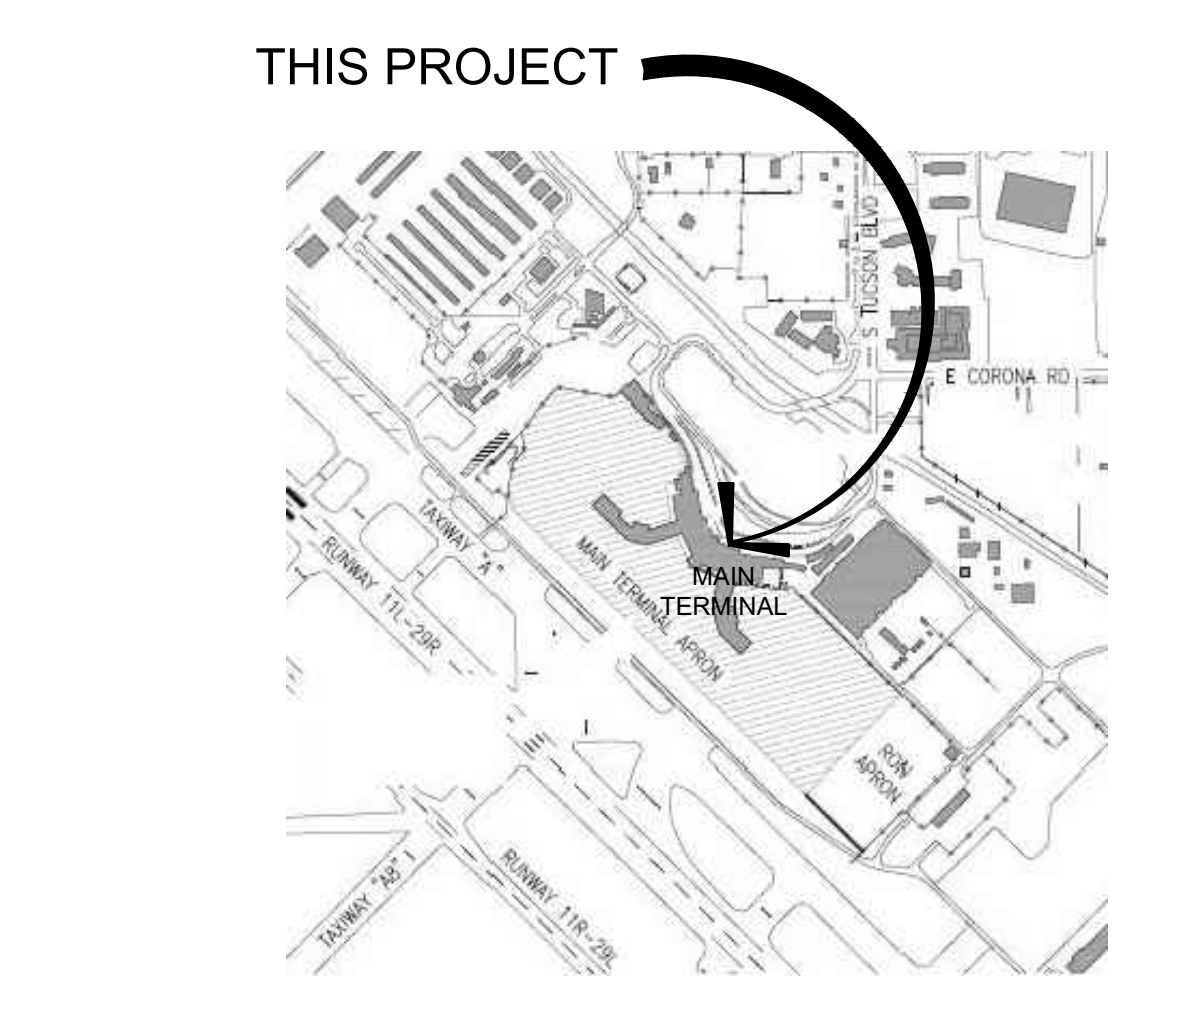 THIS PROJECT
S TUCSON BLVD
E CORONA RD
TAXIWAY "A"
RUNWAY 11L-29R
MAIN TERMINAL APRON
MAIN
TERMINAL
RON
APRON
RUNWAY 11R-29L
TAXIWAY "A8"